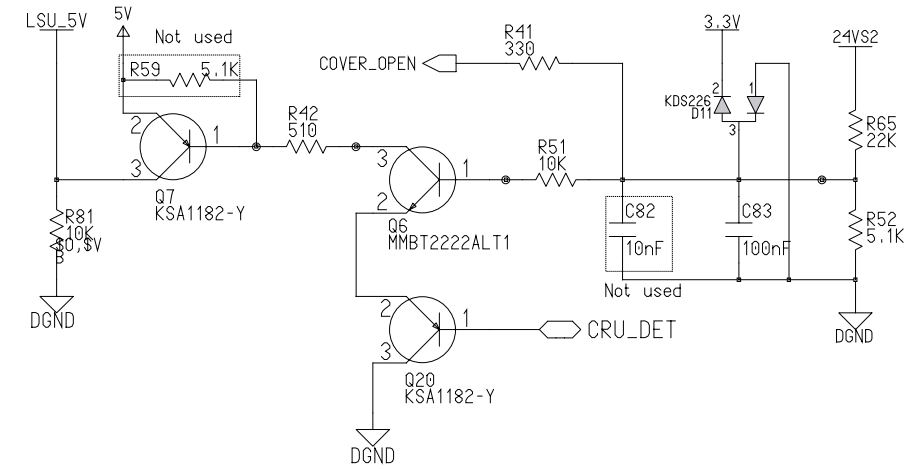 LSU_5V
5V
Not used
R59 5.1K
COVER_OPEN
R41
330
3.3V
24VS2
KDS226
D11
2
1
3
R42
510
2
1
3
Q7
KSA1182-Y
R51
10K
3
1
2
Q6
MMBT2222ALT1
R65
22K
R52
5.1K
R81
10K
DGND
C82
10nF
C83
100nF
Not used
DGND
2
1
3
CRU_DET
Q20
KSA1182-Y
DGND